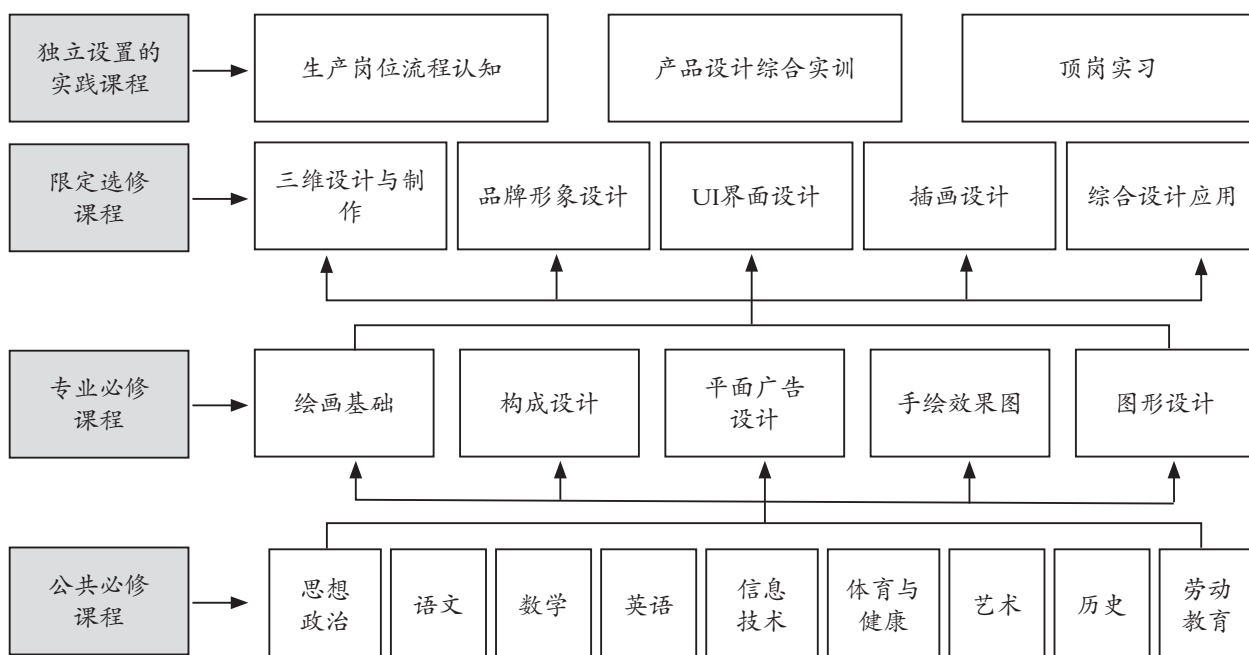 独立设置的
实践课程
生产岗位流程认知
产品设计综合实训
顶岗实习
限定选修
课程
三维设计与制
作
品牌形象设计
UI界面设计
插画设计
综合设计应用
专业必修
课程
绘画基础
构成设计
平面广告
设计
手绘效果图
图形设计
公共必修
课程
思想
政治
语文
数学
英语
信息
技术
体育与
健康
艺术
历史
劳动
教育